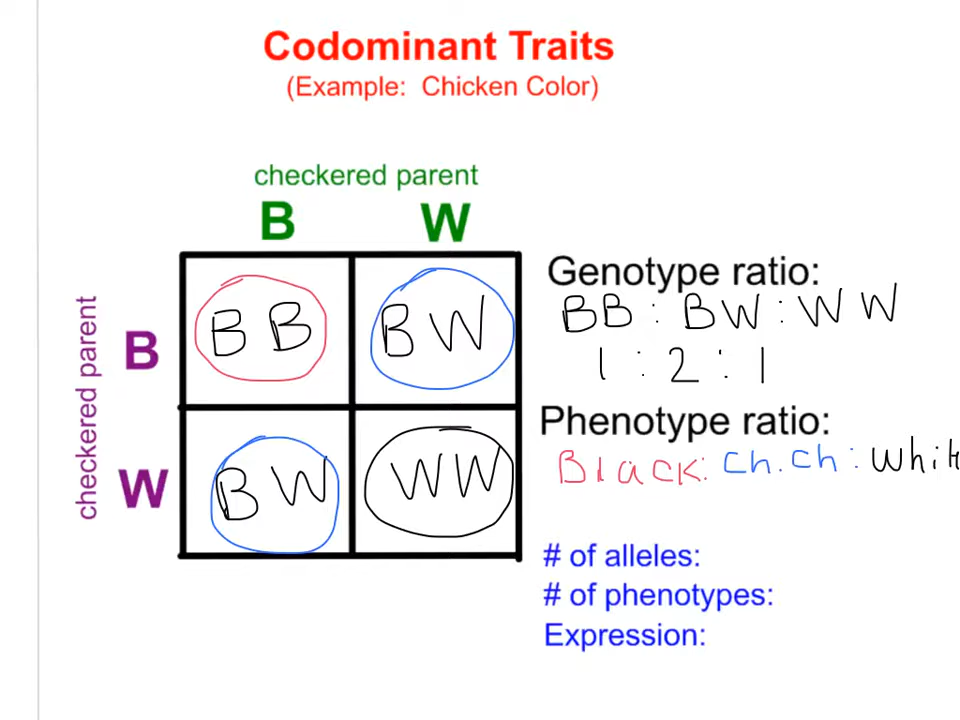 Codominant Traits
(Example: Chicken Color)
checkered parent
B W
checkered parent
B
W
BB
BW
BW
WW
Genotype ratio:
BB : BW : WW
1 : 2 : 1
Phenotype ratio:
Black: Ch. Ch : Whit
# of alleles:
# of phenotypes:
Expression: